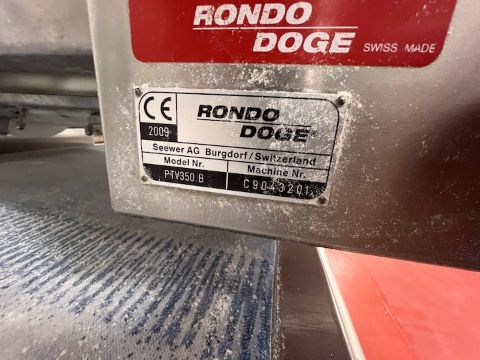 RONDO
DOGE SWISS MADE
CE
2009
RONDO
DOGE®
Seewer AG Burgdorf/Switzerland
Model Nr. Machine Nr.
PTV350.B C9043201